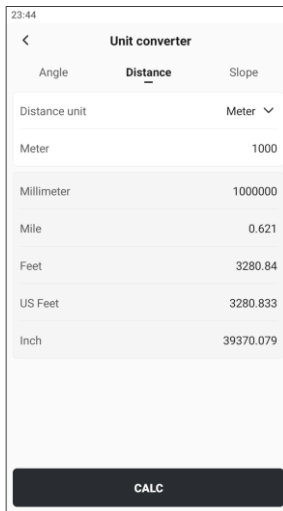 23:44
Unit converter
Angle Distance Slope
Distance unit Meter
Meter 1000
Millimeter 1000000
Mile 0.621
Feet 3280.84
US Feet 3280.833
Inch 39370.079
CALC